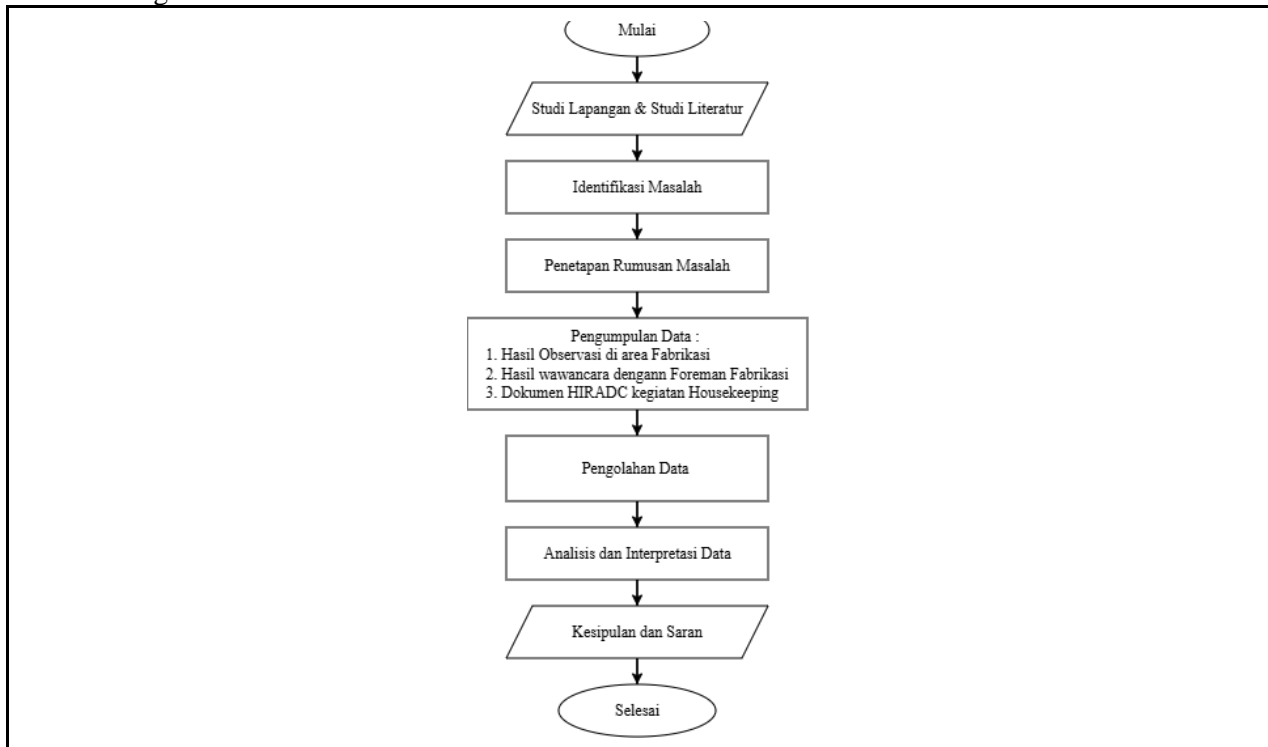 Mulai
Studi Lapangan & Studi Literatur
Identifikasi Masalah
Penetapan Rumusan Masalah
Pengumpulan Data :
1. Hasil Observasi di area Fabrikasi
2. Hasil wawancara dengann Foreman Fabrikasi
3. Dokumen HIRADC kegiatan Housekeeping
Pengolahan Data
Analisis dan Interpretasi Data
Kesipulan dan Saran
Selesai